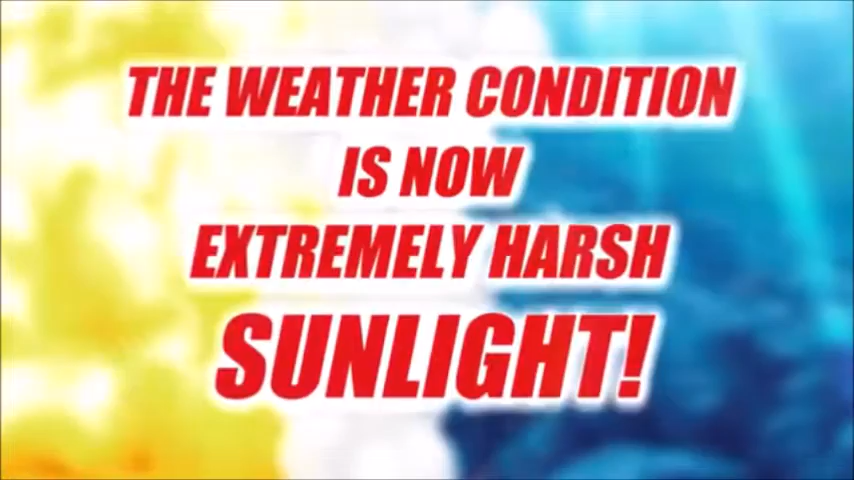 THE WEATHER CONDITION
IS NOW
EXTREMELY HARSH
SUNLIGHT!